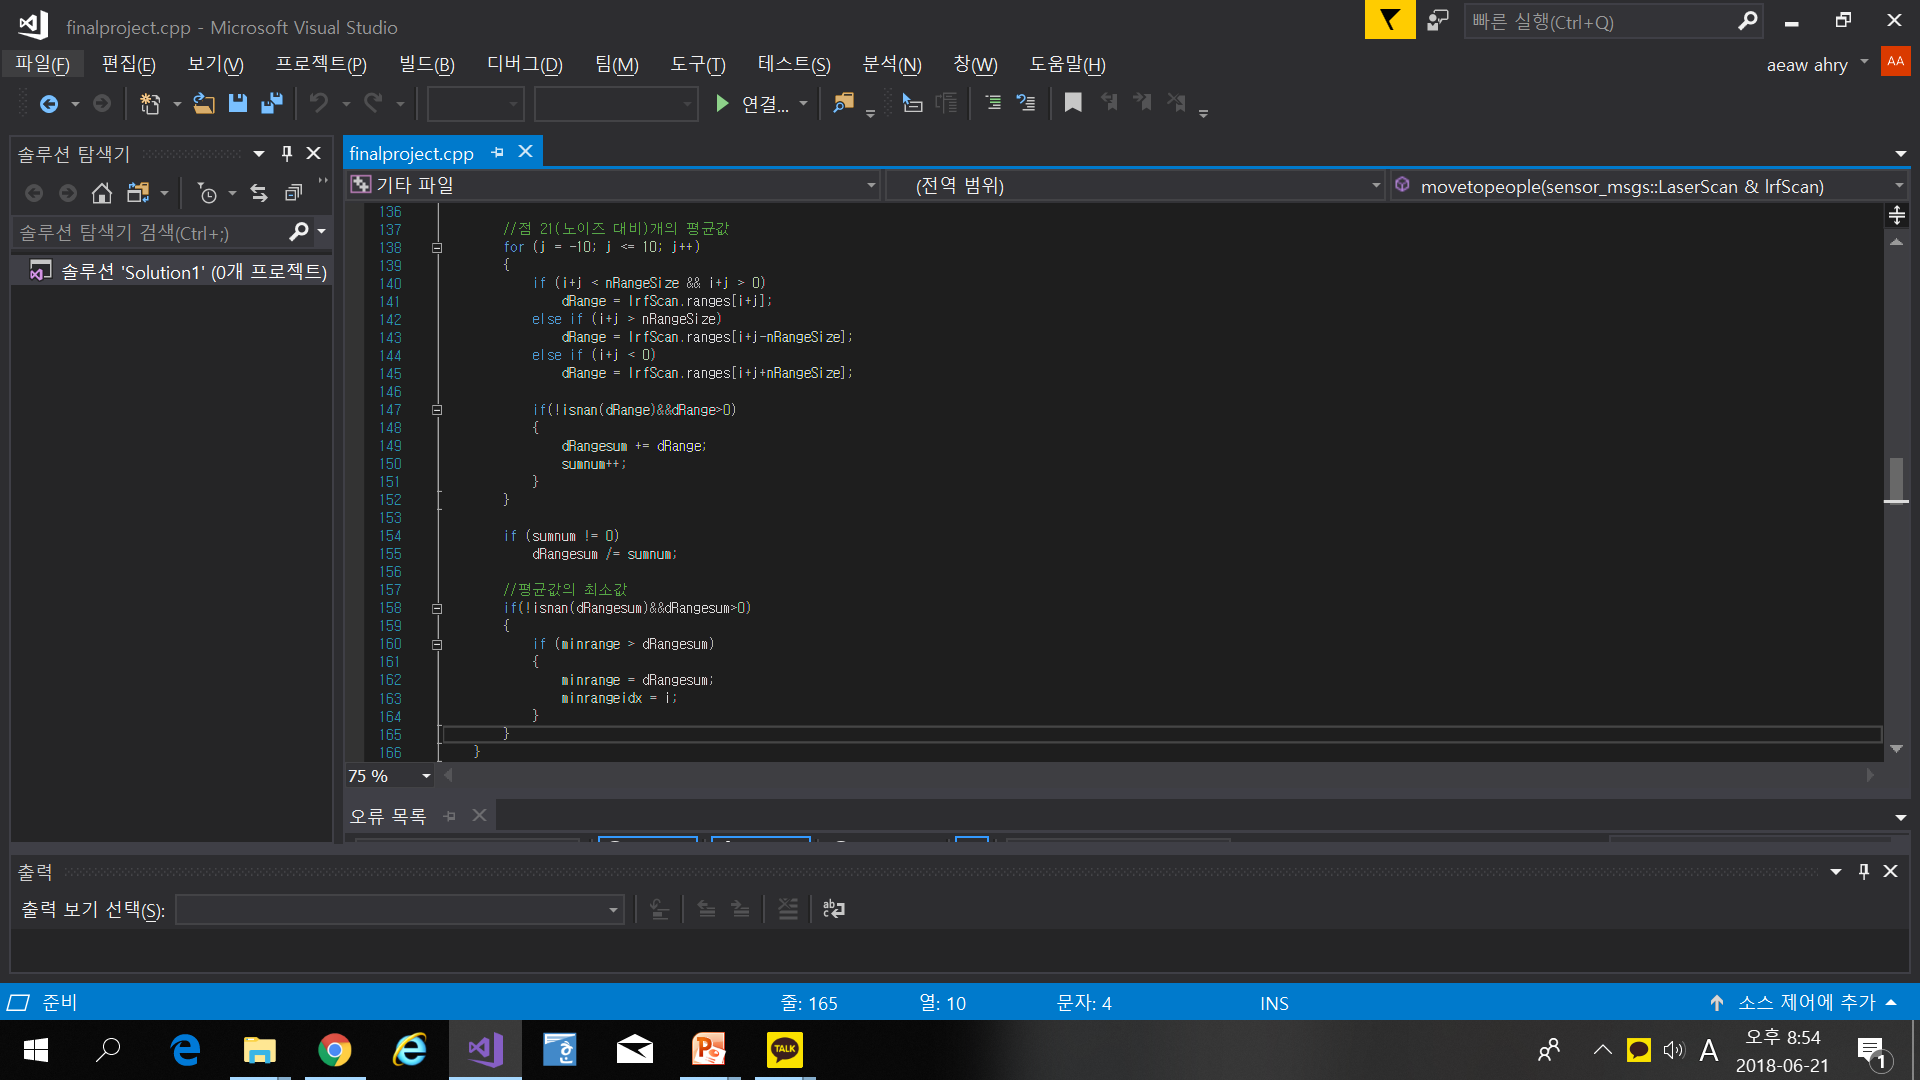 finalproject.cpp - Microsoft Visual Studio
빠른 실행(Ctrl+Q)
파일(F) 편집(E) 보기(V) 프로젝트(P) 빌드(B) 디버그(D) 팀(M) 도구(T) 테스트(S) 분석(N) 창(W) 도움말(H)
aeaw ahry AA
연결...
솔루션 탐색기
솔루션 탐색기 검색(Ctrl+;)
솔루션 'Solution1' (0개 프로젝트)
finalproject.cpp
기타 파일 (전역 범위) movetopeople(sensor_msgs::LaserScan & lrfScan)
136
137 //점 21(노이즈 대비)개의 평균값
138 for (j = -10; j <= 10; j++)
139 {
140 if (i+j < nRangeSize && i+j > 0)
141 dRange = lrfScan.ranges[i+j];
142 else if (i+j > nRangeSize)
143 dRange = lrfScan.ranges[i+j-nRangeSize];
144 else if (i+j < 0)
145 dRange = lrfScan.ranges[i+j+nRangeSize];
146
147 if(!isnan(dRange)&&dRange>0)
148 {
149 dRangesum += dRange;
150 sumnum++;
151 }
152 }
153
154 if (sumnum != 0)
155 dRangesum /= sumnum;
156
157 //평균값의 최소값
158 if(!isnan(dRangesum)&&dRangesum>0)
159 {
160 if (minrange > dRangesum)
161 {
162 minrange = dRangesum;
163 minrangeidx = i;
164 }
165 }
166 }
75 %
오류 목록
출력
출력 보기 선택(S):
준비 줄: 165 열: 10 문자: 4 INS 소스 제어에 추가
TALK
A
오후 8:54
2018-06-21
1